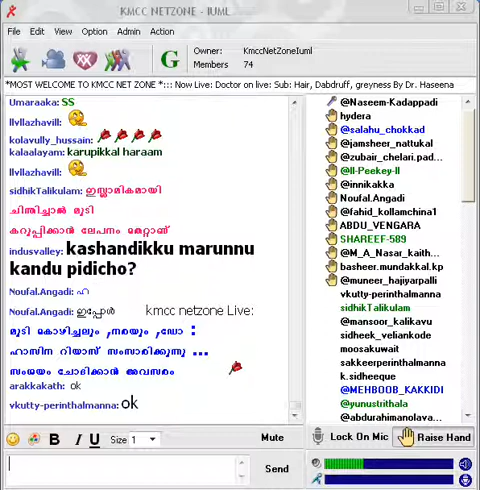 KMCC NETZONE - IUML
File Edit View Option Admin Action
G
Owner: KmccNetZoneIuml
Members 74
*MOST WELCOME TO KMCC NET ZONE *::: Now Live: Doctor on live: Sub: Hair, Dabdruff, greyness By Dr. Haseena
Umaraaka: SS
llvllazhavill:
kolavully_hussain:
kalaalayam: karupikkal haraam
llvllazhavill:
sidhikTalikulam: ഇസ്ലാമികമായി
ചിന്തിച്ചാൽ മുടി
കറുപ്പിക്കാൻ ലേപനം തെറ്റാണ്
indusvalley: kashandikku marunnu
kandu pidicho?
Noufal.Angadi: ഹ
Noufal.Angadi: ഇപ്പോൾ kmcc netzone Live:
മുടി കൊഴിച്ചലും ,നരയും ,ഡോ :
ഹാസിന റിയാസ് സംസാരിക്കുന്നു ...
സംശയം ചോദിക്കാൻ അവസരം
arakkakath: ok
vkutty-perinthalmanna: ok
@Naseem-Kadappadi
hydera
@salahu_chokkad
@jamsheer_nattukal
@zubair_chelari.pad...
@II-Peekey-II
@innikakka
Noufal.Angadi
@fahid_kollamchina1
ABDU_VENGARA
SHAREEF-589
@M_A_Nasar_kaith...
basheer.mundakkal.kp
@muneer_hajiyarpalli
vkutty-perinthalmanna
sidhikTalikulam
@mansoor_kalikavu
sidheek_veliankode
moosakuwait
sakkeerperinthalmanna
k.sidheeque
@MEHBOOB_KAKKIDI
@yunustrithala
@abdurahimanolava...
B I U Size 1 Mute
Lock On Mic Raise Hand
Send